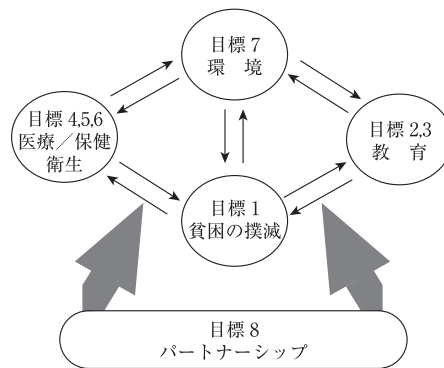 目標 7
環　境
目標 4,5,6
医療／保健
衛生
目標 2,3
教　育
目標 1
貧困の撲滅
目標 8
パートナーシップ